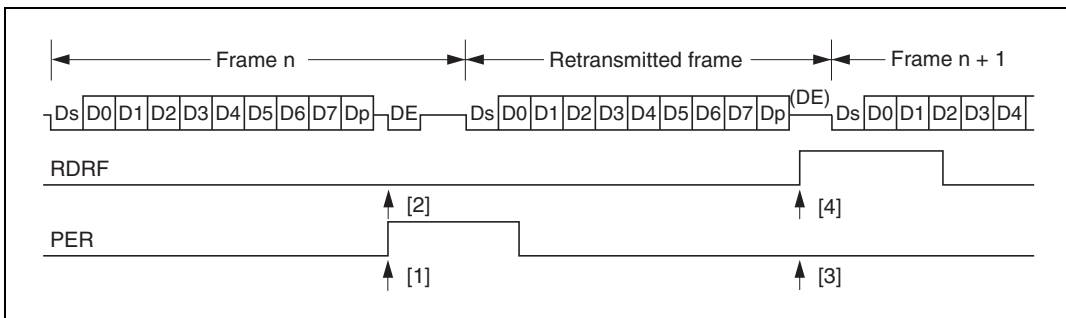 Frame n Retransmitted frame Frame n + 1
Ds D0 D1 D2 D3 D4 D5 D6 D7 Dp DE Ds D0 D1 D2 D3 D4 D5 D6 D7 Dp (DE) Ds D0 D1 D2 D3 D4
RDRF
[2] [4]
PER
[1] [3]